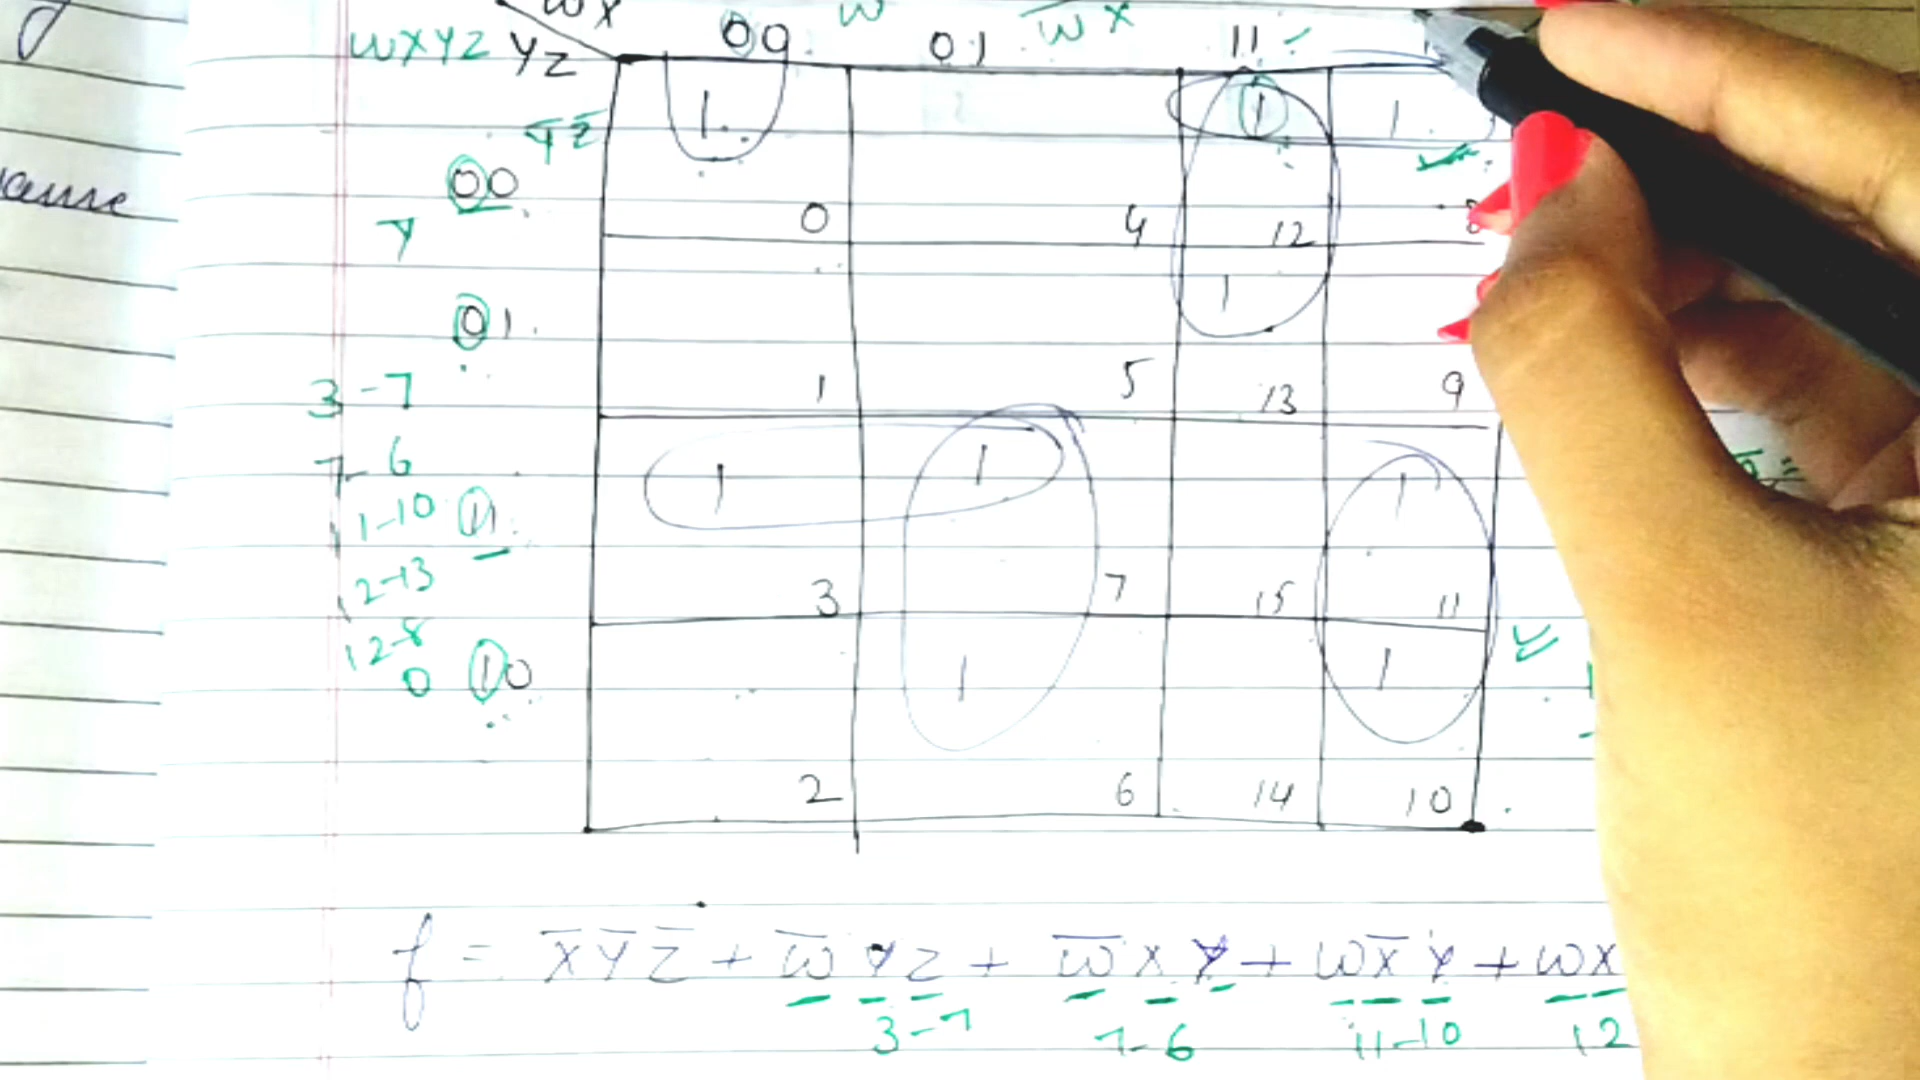 wx w w̅x
WXYZ YZ 00 01 11
Y̅Z̅ 1 1 1
00 0 4 12 8
Y
1
01
3-7 1 5 13 9
7-6 1 1 1
11-10 11
12-13 3 7 15 11
12-8
0 10 1 1
2 6 14 10
f = X̅Y̅Z̅ + W̅YZ + W̅XY + WX̅Y + WX
3-7 7-6 11-10 12